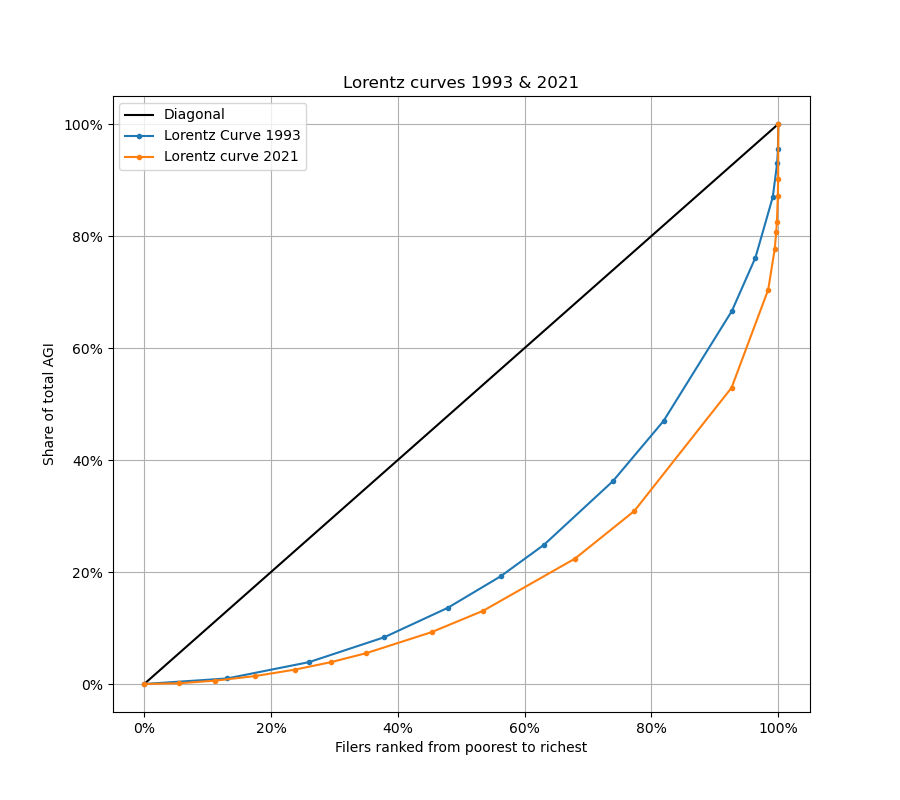 Lorentz curves 1993 & 2021
Diagonal
Lorentz Curve 1993
Lorentz curve 2021
100%
80%
60%
40%
20%
0%
Share of total AGI
0% 20% 40% 60% 80% 100%
Filers ranked from poorest to richest